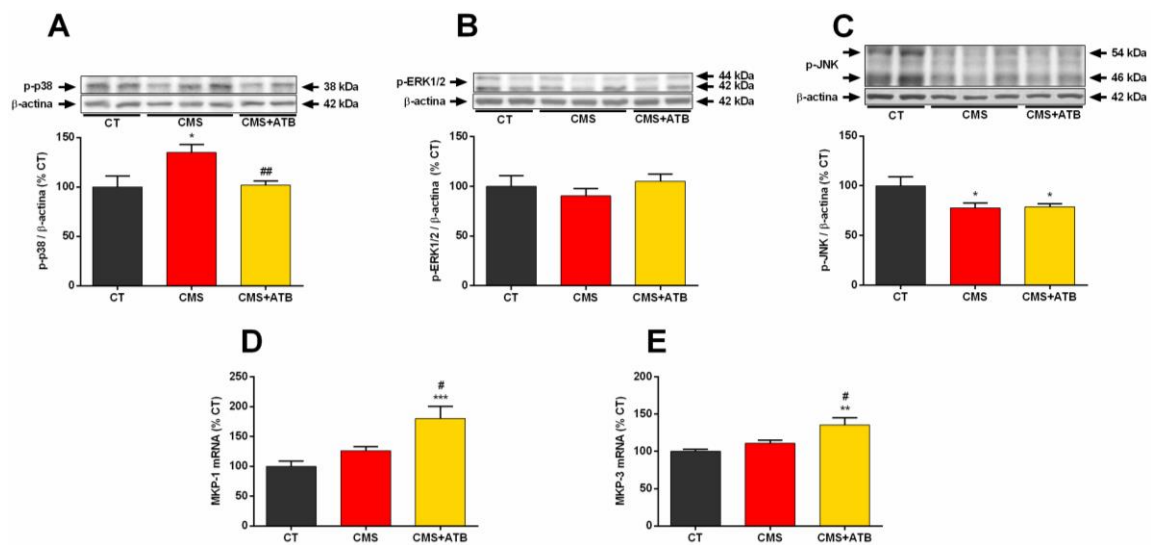 A
p-p38
38 kDa
β-actina
42 kDa
CT CMS CMS+ATB
p-p38 / β-actina (% CT)
150
100
50
0
*
##
CT CMS CMS+ATB
B
p-ERK1/2
44 kDa
42 kDa
β-actina
42 kDa
CT CMS CMS+ATB
p-ERK1/2 / β-actina (% CT)
150
100
50
0
CT CMS CMS+ATB
C
p-JNK
54 kDa
46 kDa
β-actina
42 kDa
CT CMS CMS+ATB
p-JNK / β-actina (% CT)
150
100
50
0
* *
CT CMS CMS+ATB
D
MKP-1 mRNA (% CT)
250
200
150
100
50
0
#
***
CT CMS CMS+ATB
E
MKP-3 mRNA (% CT)
200
150
100
50
0
#
**
CT CMS CMS+ATB